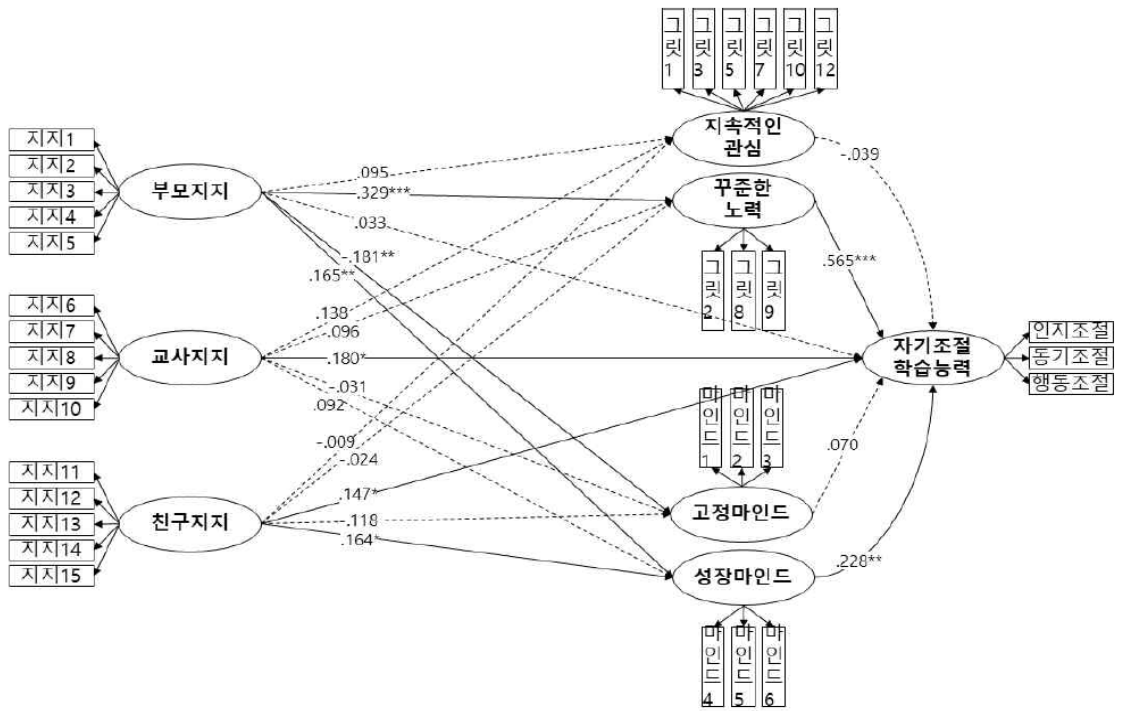 그릿1
그릿3
그릿5
그릿7
그릿10
그릿12
지속적인
관심
지지1
지지2
지지3
지지4
지지5
부모지지
.095
.329***
.033
-.181**
.165**
꾸준한
노력
그릿2
그릿8
그릿9
-.039
.565***
지지6
지지7
지지8
지지9
지지10
교사지지
.138
.096
.180*
-.031
.092
자기조절
학습능력
인지조절
동기조절
행동조절
마인드1
마인드2
마인드3
.070
지지11
지지12
지지13
지지14
지지15
친구지지
-.009
-.024
.147*
.118
.164*
고정마인드
성장마인드
.228**
마인드4
마인드5
마인드6